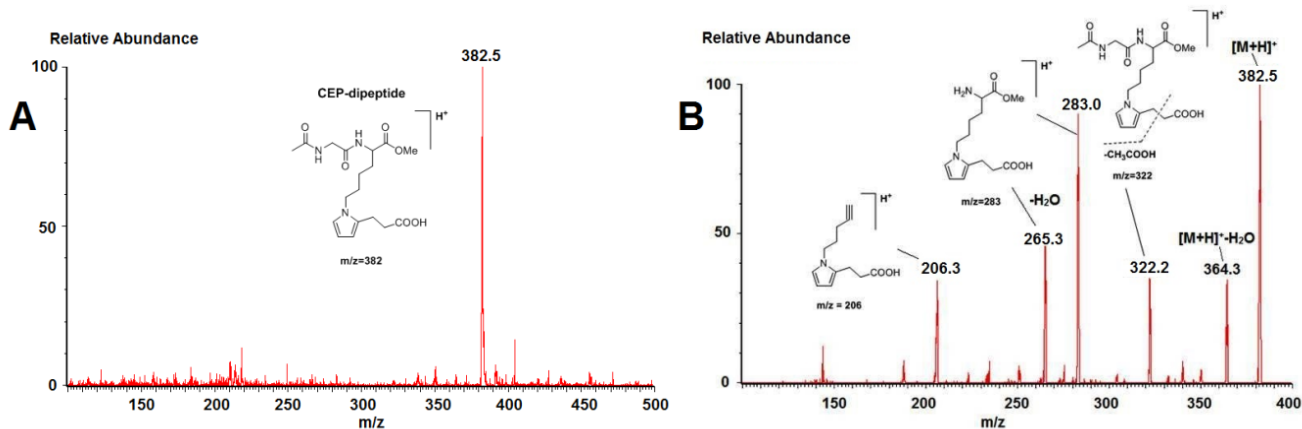 A
Relative Abundance
100
50
0
150
200
250
300
350
400
450
500
m/z
382.5
CEP-dipeptide
H⁺
O
N
H
H
N
O
O
OMe
N
COOH
m/z=382
B
Relative Abundance
100
50
0
150
200
250
300
350
400
m/z
H⁺
N
COOH
m/z = 206
206.3
H⁺
H₂N
O
OMe
N
COOH
m/z=283
-H₂O
265.3
283.0
H⁺
O
N
H
H
N
O
O
OMe
N
COOH
-CH₃COOH
m/z=322
322.2
[M+H]⁺-H₂O
364.3
[M+H]⁺
382.5